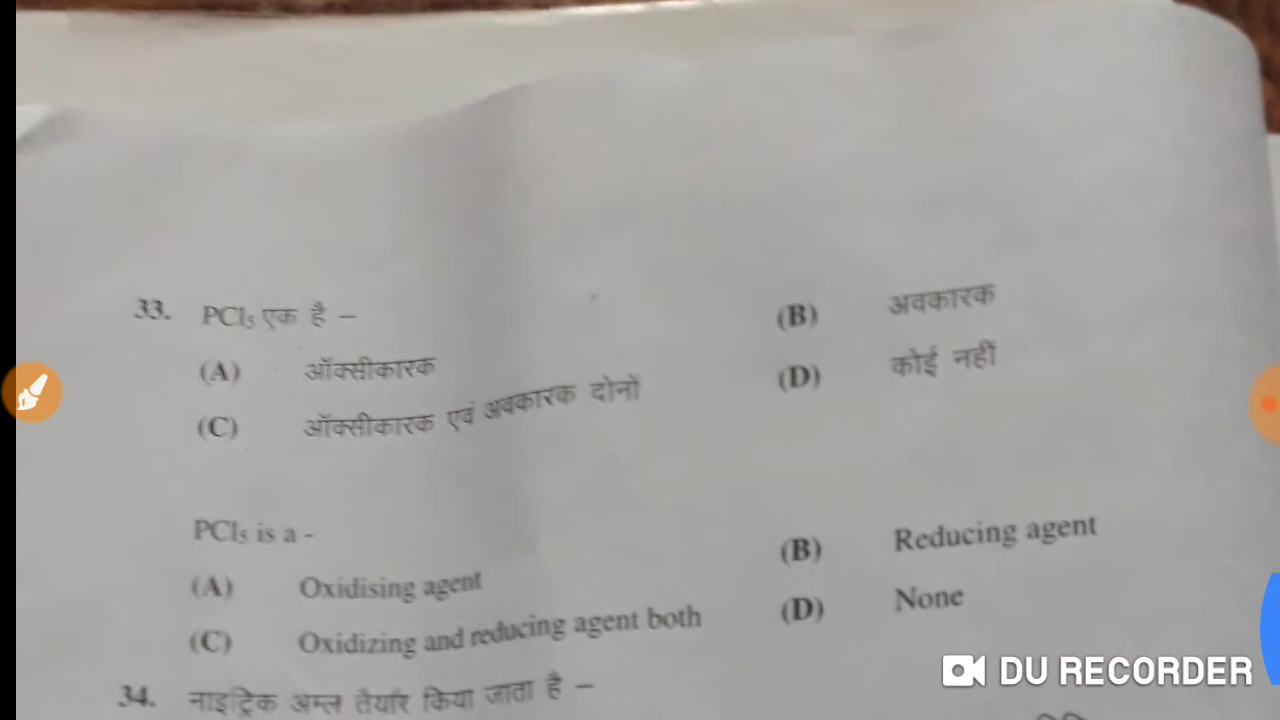 33. PCl₅ एक है –
(A) ऑक्सीकारक (B) अवकारक
(C) ऑक्सीकारक एवं अवकारक दोनों (D) कोई नहीं
PCl₅ is a -
(A) Oxidising agent (B) Reducing agent
(C) Oxidizing and reducing agent both (D) None
34. नाइट्रिक अम्ल तैयार किया जाता है –
DU RECORDER